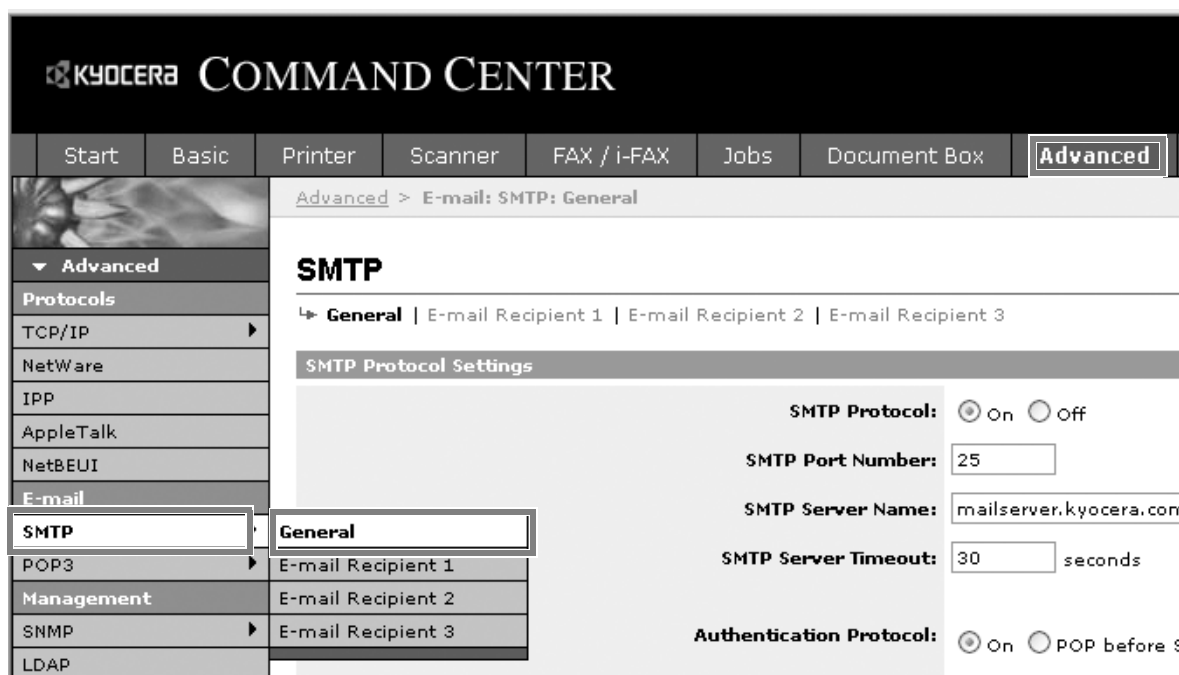 KYOCERA COMMAND CENTER
Start Basic Printer Scanner FAX / i-FAX Jobs Document Box Advanced
Advanced > E-mail: SMTP: General
Advanced
SMTP
Protocols
General | E-mail Recipient 1 | E-mail Recipient 2 | E-mail Recipient 3
TCP/IP
NetWare
IPP
AppleTalk
NetBEUI
E-mail
SMTP
POP3
Management
SNMP
LDAP
General
E-mail Recipient 1
E-mail Recipient 2
E-mail Recipient 3
SMTP Protocol Settings
SMTP Protocol: On Off
SMTP Port Number: 25
SMTP Server Name: mailserver.kyocera.com
SMTP Server Timeout: 30 seconds
Authentication Protocol: On POP before S